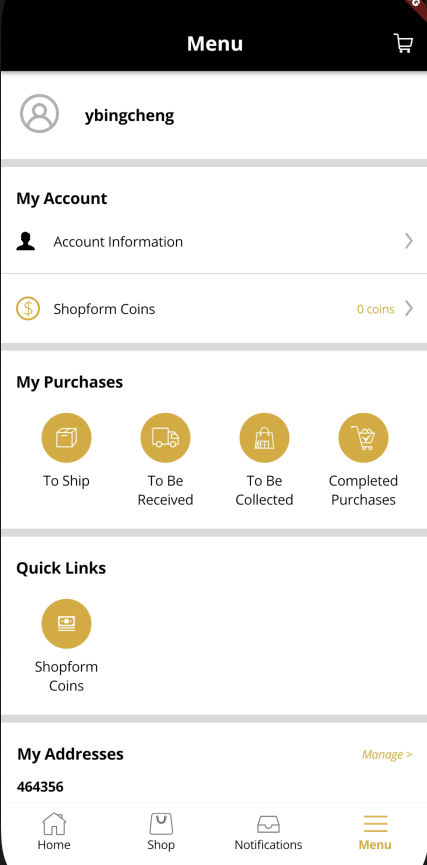 Menu
ybingcheng
My Account
Account Information
Shopform Coins
0 coins
My Purchases
To Ship
To Be
Received
To Be
Collected
Completed
Purchases
Quick Links
Shopform
Coins
My Addresses
Manage >
464356
Home
Shop
Notifications
Menu